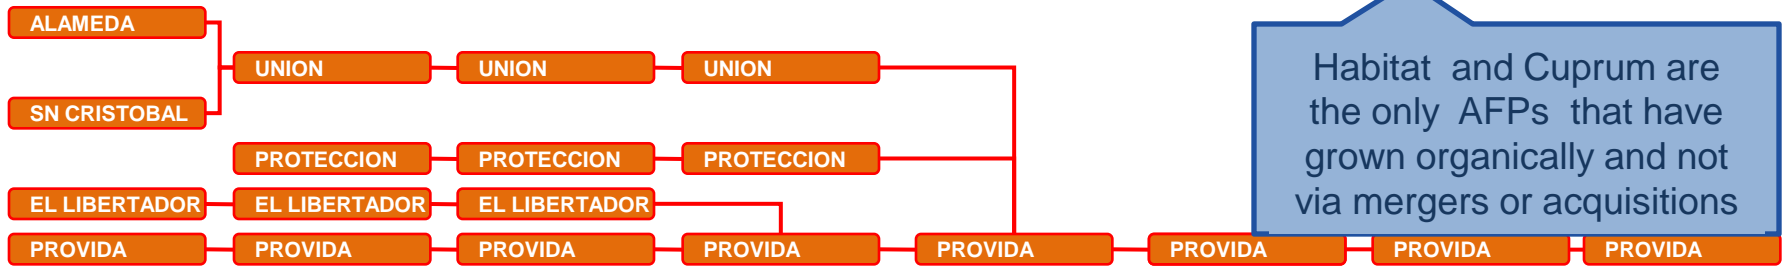 ALAMEDA
UNION UNION UNION
SN CRISTOBAL
PROTECCION PROTECCION PROTECCION
EL LIBERTADOR EL LIBERTADOR EL LIBERTADOR
PROVIDA PROVIDA PROVIDA PROVIDA PROVIDA PROVIDA PROVIDA PROVIDA
Habitat and Cuprum are
the only AFPs that have
grown organically and not
via mergers or acquisitions